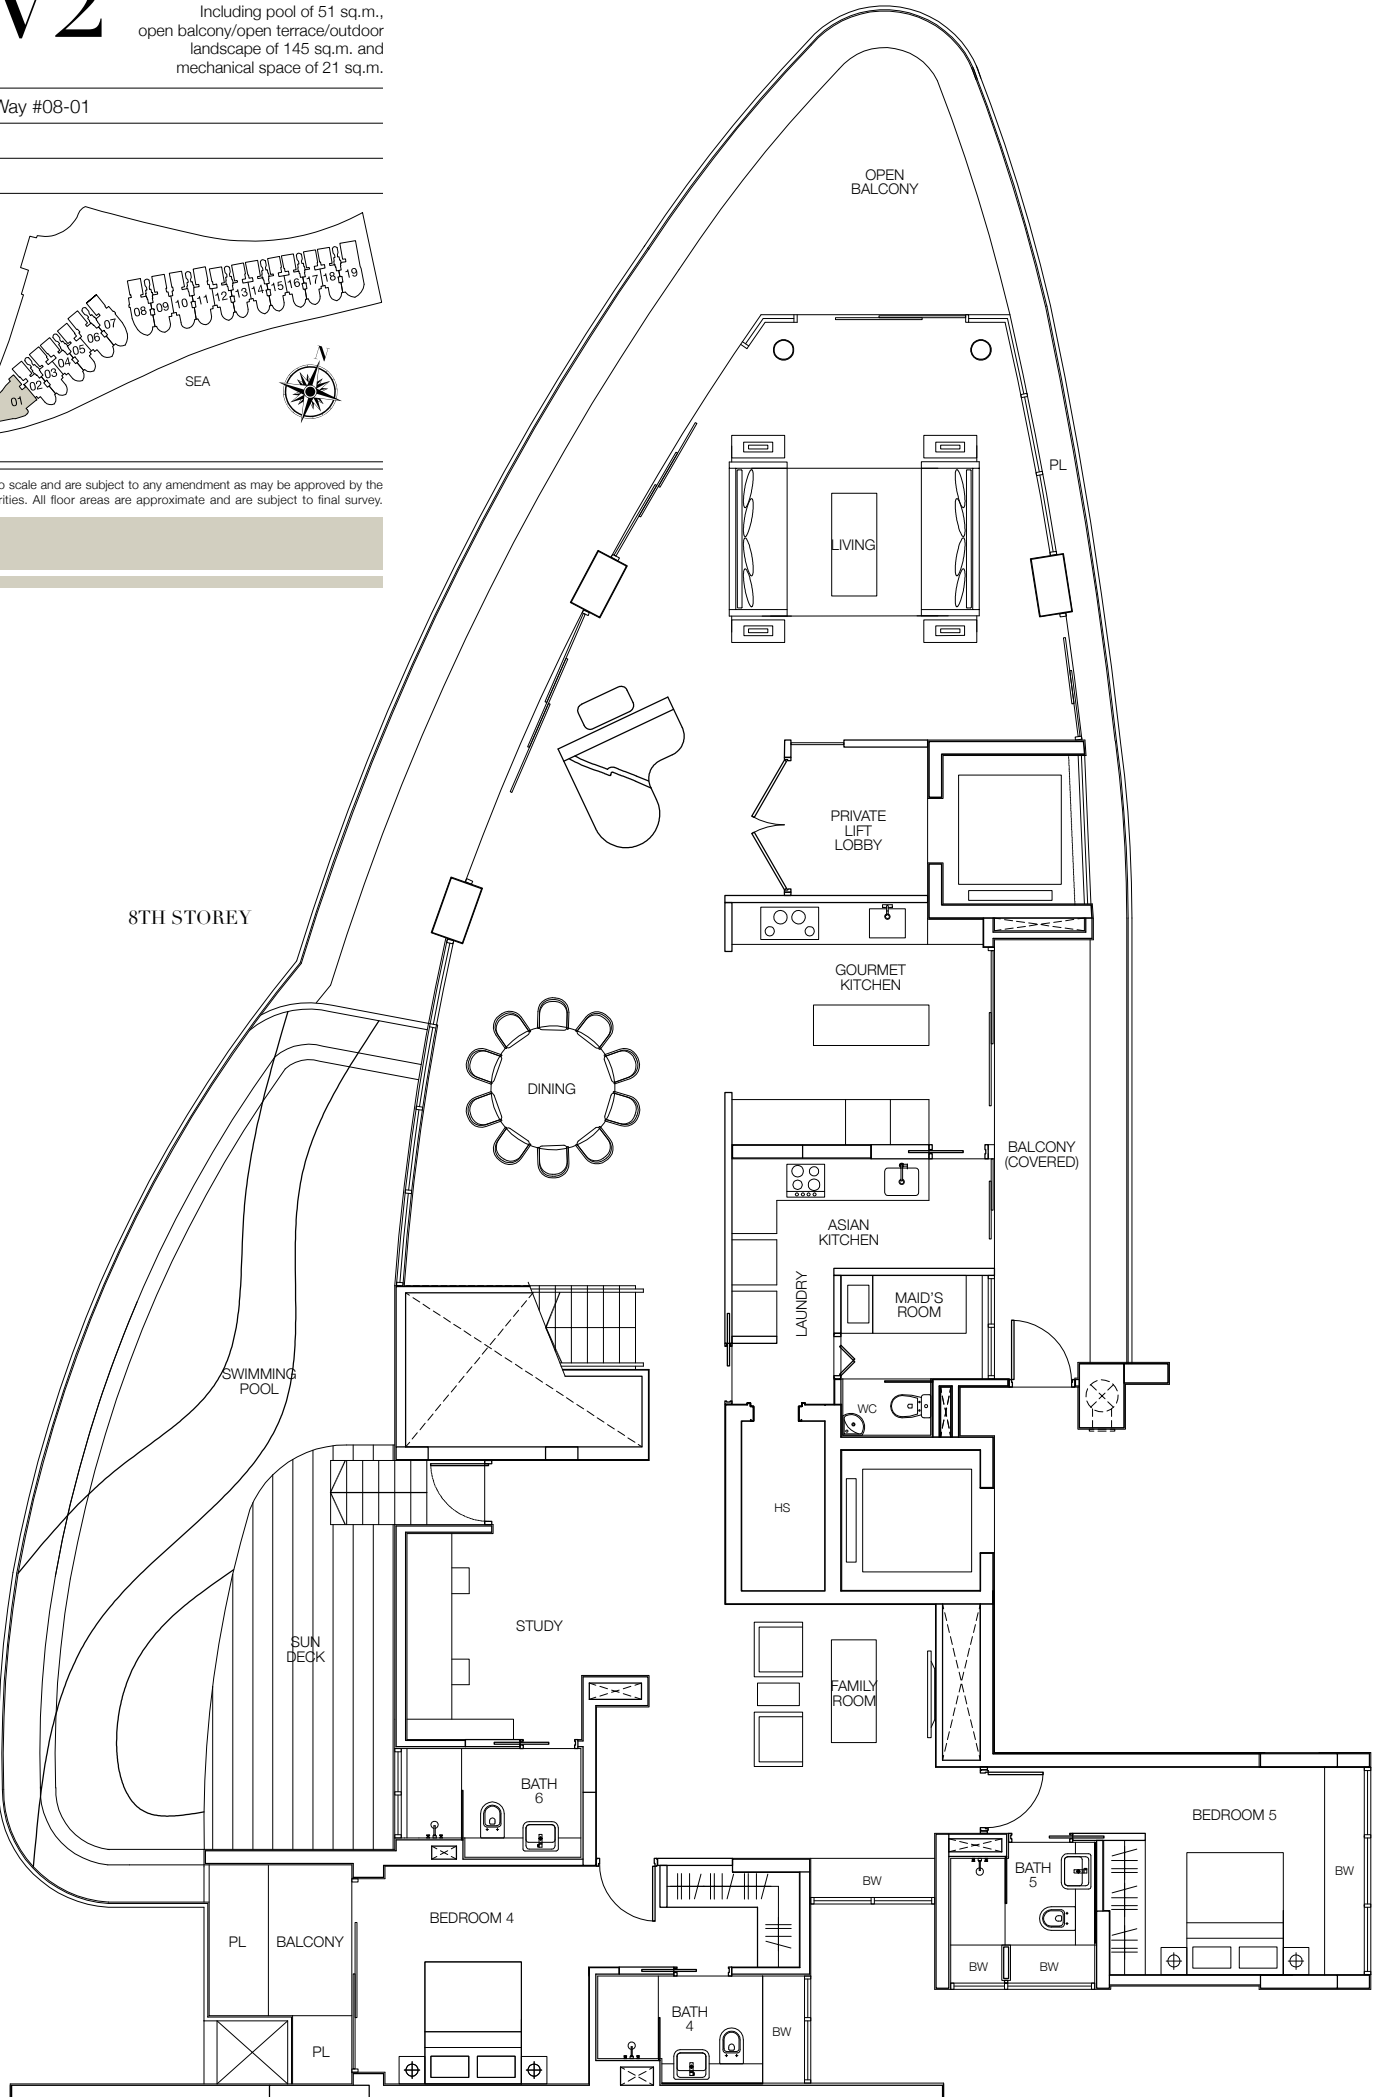 V2
Including pool of 51 sq.m.,
open balcony/open terrace/outdoor
landscape of 145 sq.m. and
mechanical space of 21 sq.m.
Way #08-01
01
02
03
04
05
06
07
08
09
10
11
12
13
14
15
16
17
18
19
SEA
N
o scale and are subject to any amendment as may be approved by the
rities. All floor areas are approximate and are subject to final survey.
OPEN
BALCONY
PL
LIVING
PRIVATE
LIFT
LOBBY
8TH STOREY
GOURMET
KITCHEN
DINING
BALCONY
(COVERED)
ASIAN
KITCHEN
LAUNDRY
MAID'S
ROOM
SWIMMING
POOL
WC
HS
STUDY
SUN
DECK
FAMILY
ROOM
BATH
6
BEDROOM 5
BATH
5
BW
BW
BEDROOM 4
PL
BALCONY
BW
BW
BATH
4
BW
PL